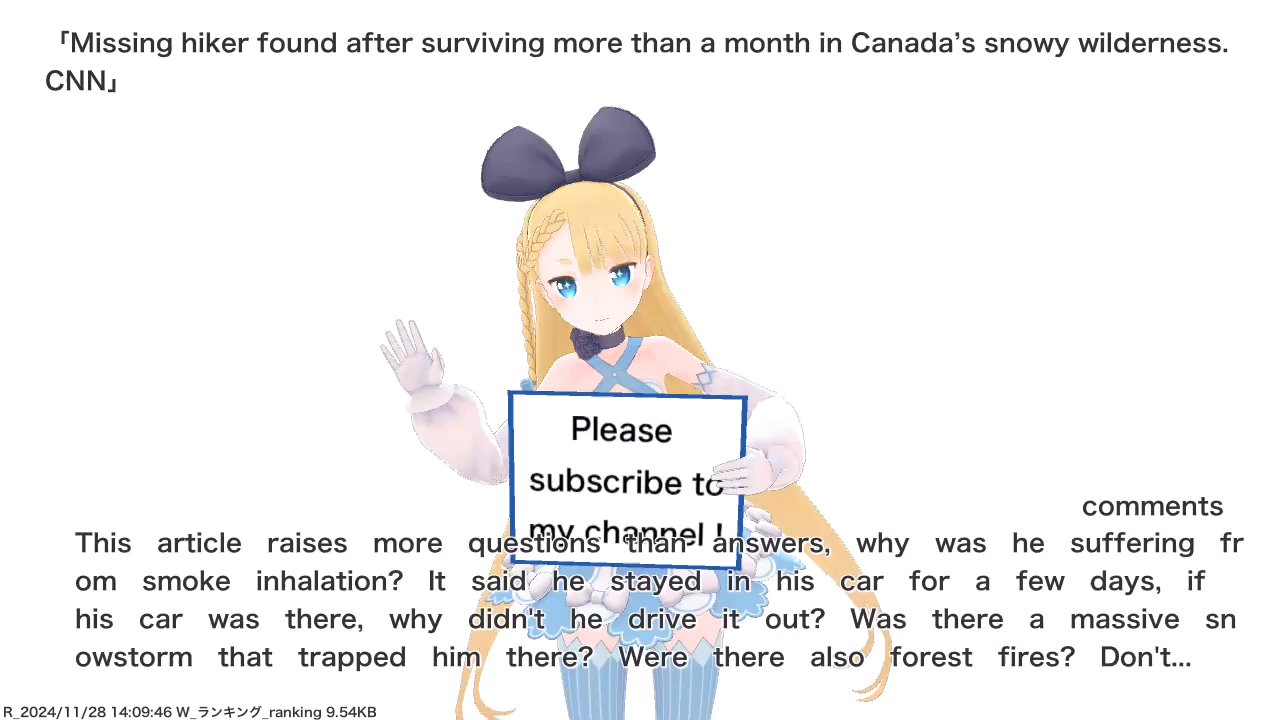 「Missing hiker found after surviving more than a month in Canada’s snowy wilderness.
CNN」
Please
subscribe to
my channel !
comments
This article raises more questions than answers, why was he suffering fr
om smoke inhalation? It said he stayed in his car for a few days, if
his car was there, why didn't he drive it out? Was there a massive sn
owstorm that trapped him there? Were there also forest fires? Don't...
R_2024/11/28 14:09:46 W_ランキング_ranking 9.54KB